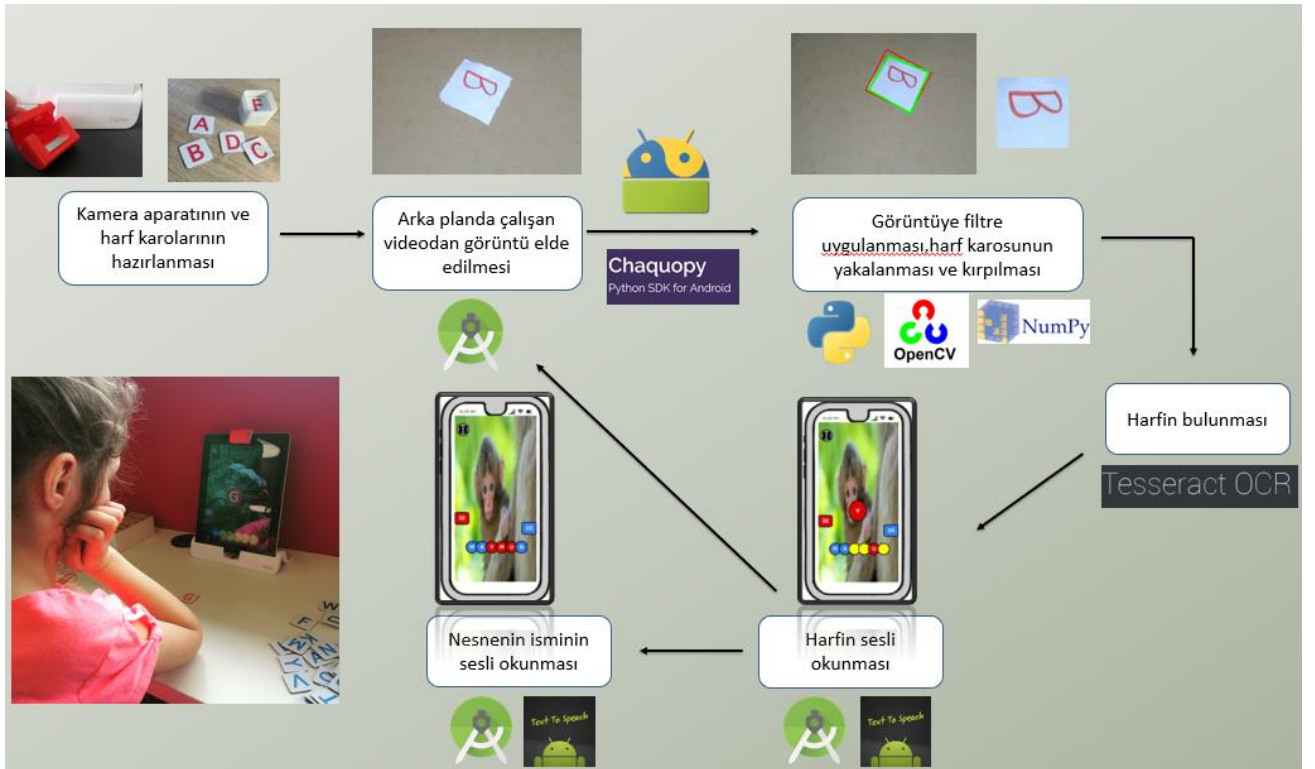 A
F
B
D
C
B
B
B
Kamera aparatının ve
harf karolarının
hazırlanması
Arka planda çalışan
videodan görüntü elde
edilmesi
Chaquopy
Python SDK for Android
Görüntüye filtre
uygulanması,harf karosunun
yakalanması ve kırpılması
OpenCV
NumPy
Harfin bulunması
Tesseract OCR
G
G
W
F
K
M
A
N
Y
V
M A Y M U N
Y
M A U
Nesnenin isminin
sesli okunması
Harfin sesli
okunması
Text To Speech
Text To Speech